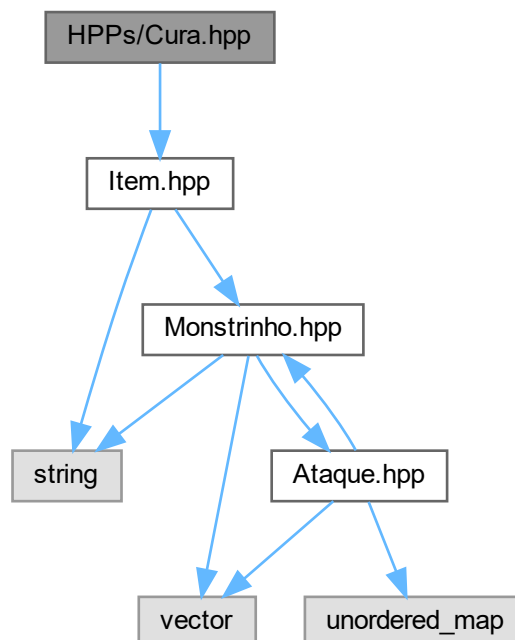 HPPs/Cura.hpp
Item.hpp
Monstrinho.hpp
string
Ataque.hpp
vector
unordered_map